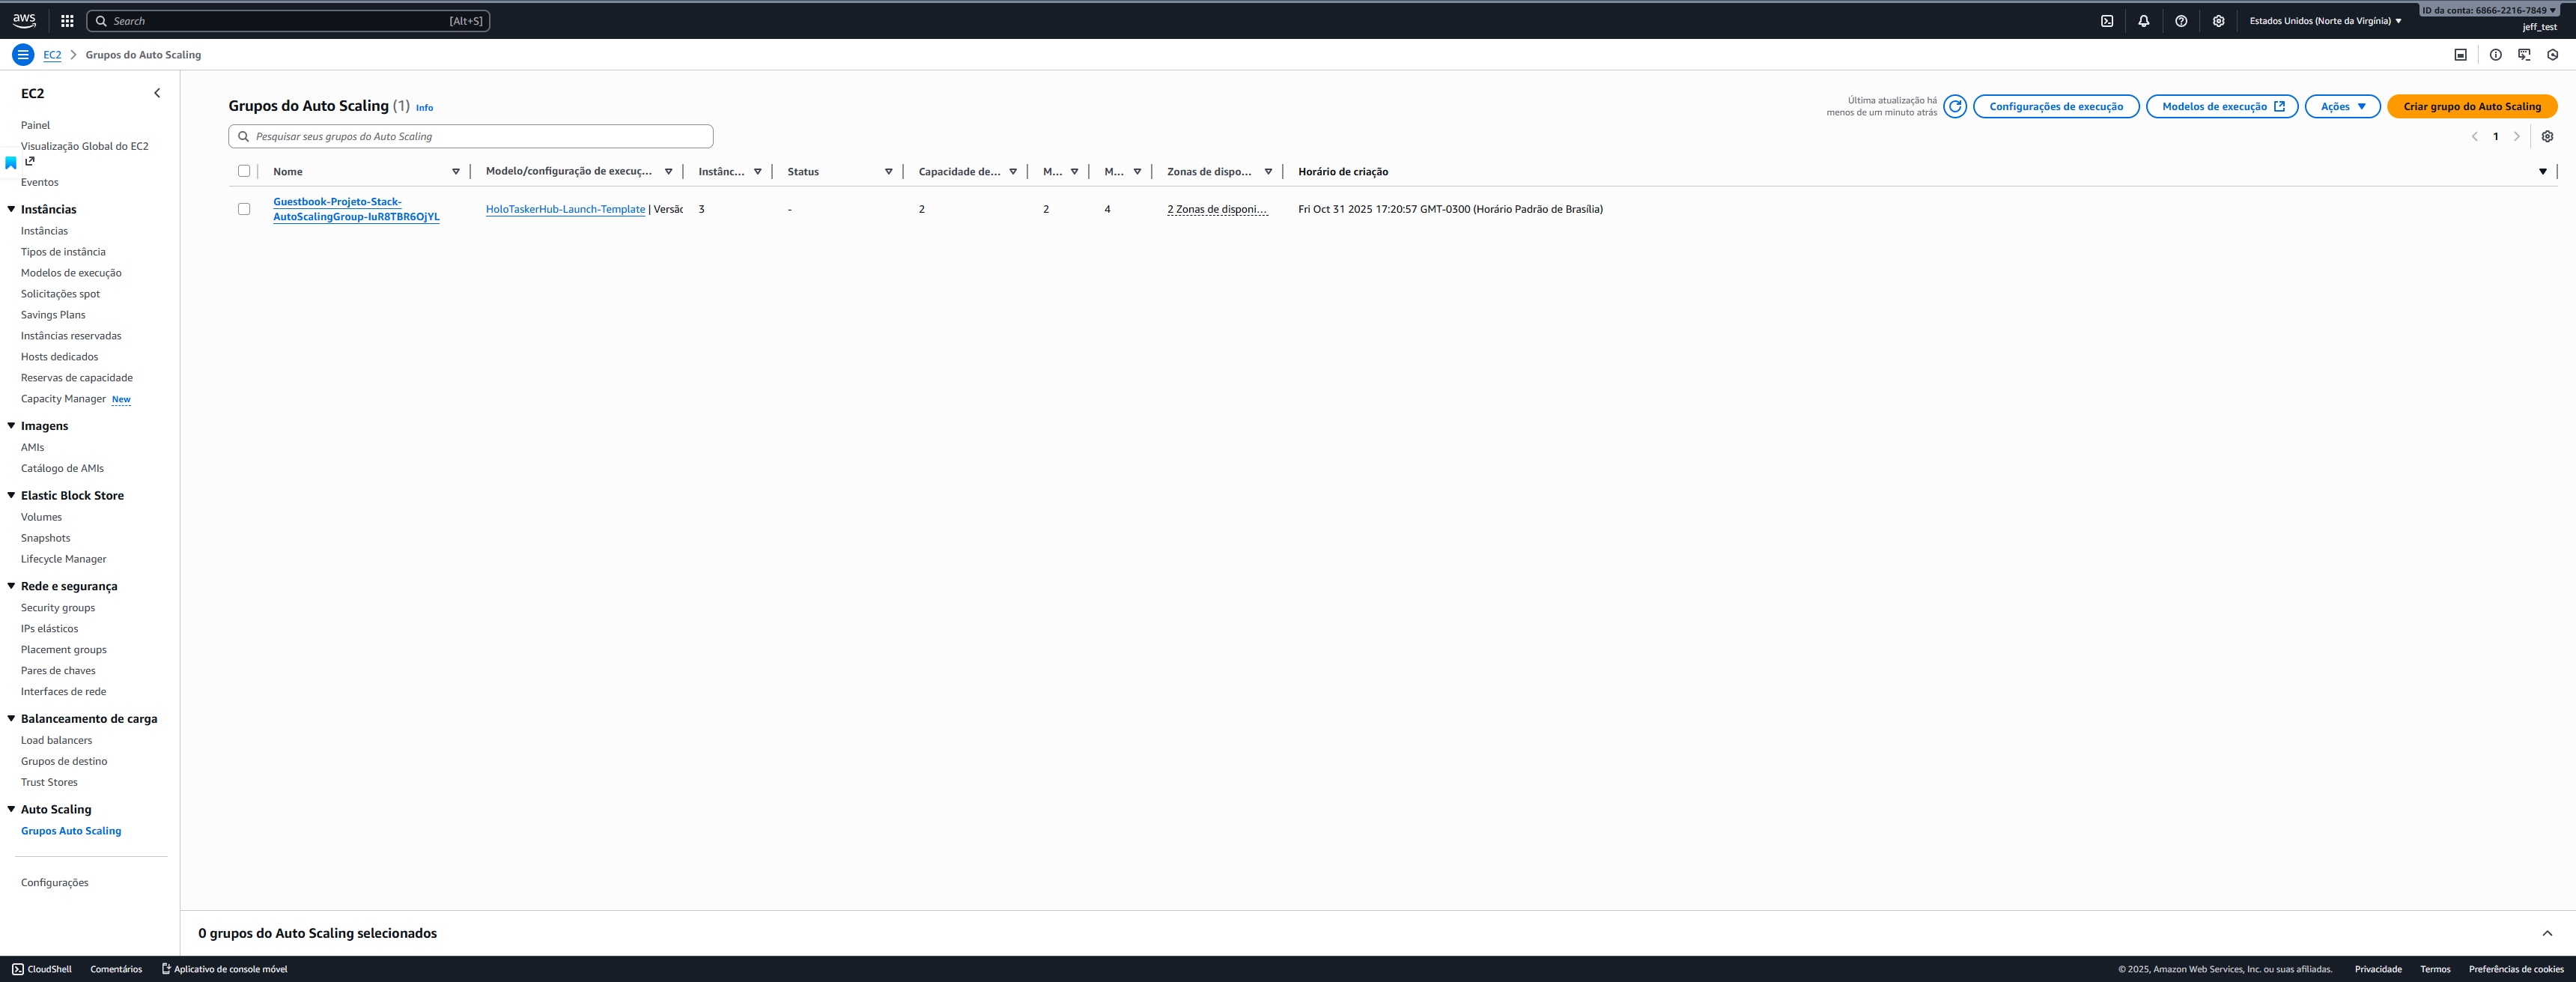 aws
Search
[Alt+S]
Estados Unidos (Norte da Virgínia)
ID da conta: 6866-2216-7849
jeff_test
EC2
Grupos do Auto Scaling
EC2
Painel
Visualização Global do EC2
Eventos
Instâncias
Instâncias
Tipos de instância
Modelos de execução
Solicitações spot
Savings Plans
Instâncias reservadas
Hosts dedicados
Reservas de capacidade
Capacity Manager New
Imagens
AMIs
Catálogo de AMIs
Elastic Block Store
Volumes
Snapshots
Lifecycle Manager
Rede e segurança
Security groups
IPs elásticos
Placement groups
Pares de chaves
Interfaces de rede
Balanceamento de carga
Load balancers
Grupos de destino
Trust Stores
Auto Scaling
Grupos Auto Scaling
Configurações
Grupos do Auto Scaling (1) Info
Última atualização há
menos de um minuto atrás
Configurações de execução
Modelos de execução
Ações
Criar grupo do Auto Scaling
Pesquisar seus grupos do Auto Scaling
1
Nome
Modelo/configuração de execuç...
Instânc...
Status
Capacidade de...
M...
M...
Zonas de dispo...
Horário de criação
Guestbook-Projeto-Stack-
AutoScalingGroup-IuR8TBR6OjYL
HoloTaskerHub-Launch-Template | Versão
3
-
2
2
4
2 Zonas de disponi...
Fri Oct 31 2025 17:20:57 GMT-0300 (Horário Padrão de Brasília)
0 grupos do Auto Scaling selecionados
CloudShell
Comentários
Aplicativo de console móvel
© 2025, Amazon Web Services, Inc. ou suas afiliadas.
Privacidade
Termos
Preferências de cookies